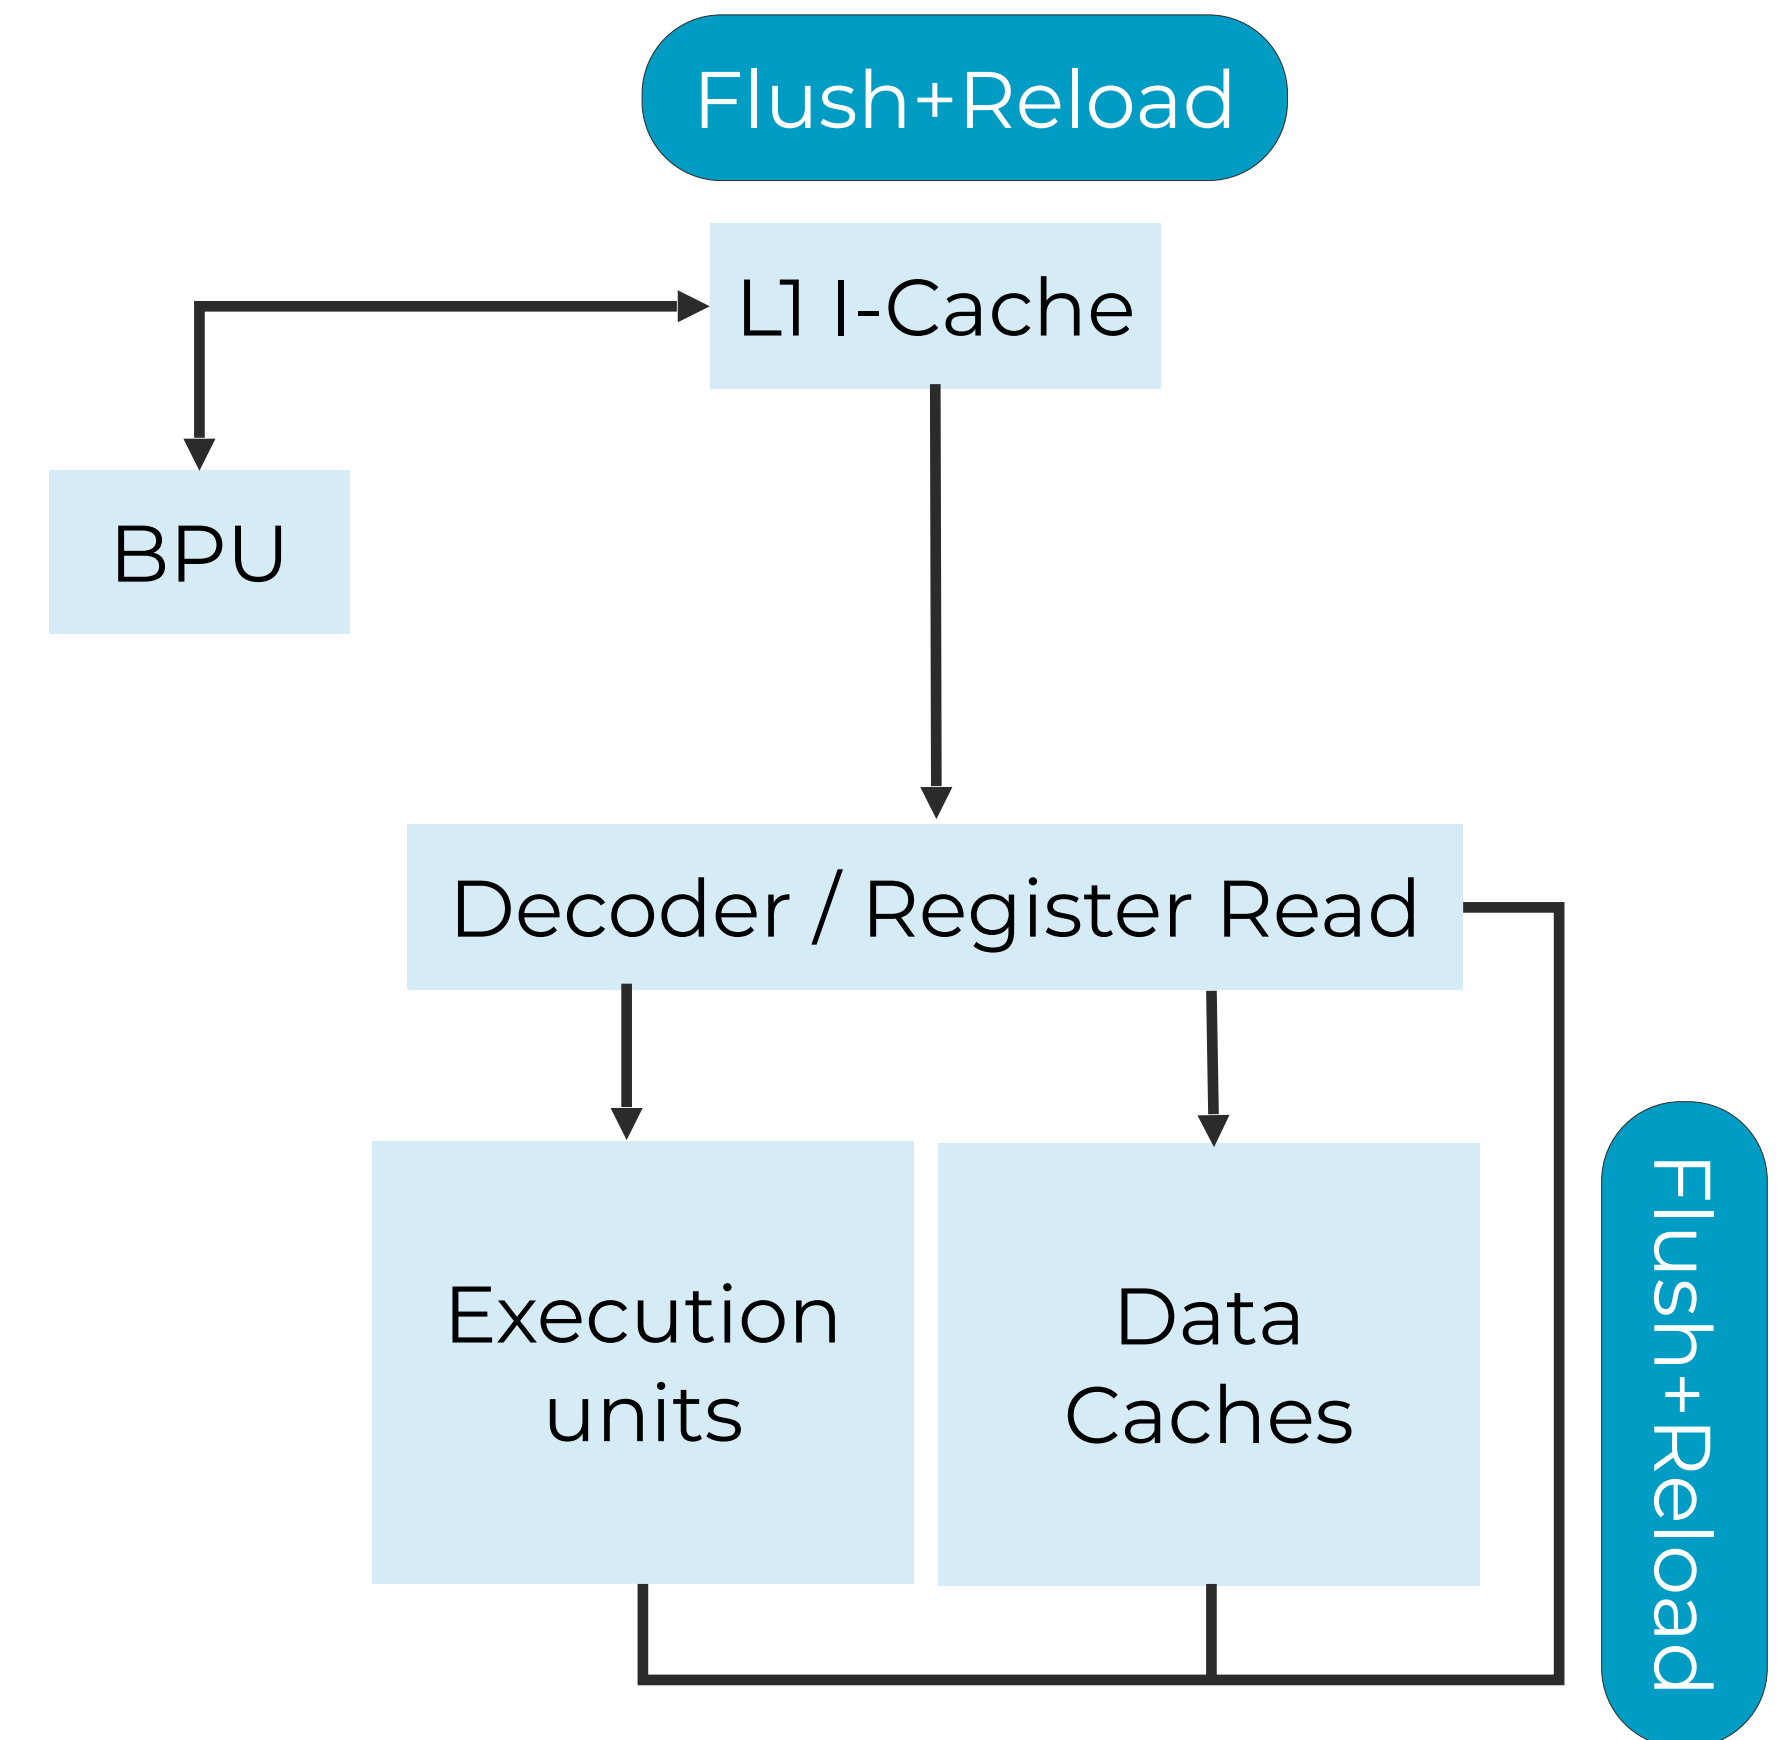 Flush+Reload
L1 I-Cache
BPU
Decoder / Register Read
Execution
units
Data
Caches
Flush+Reload